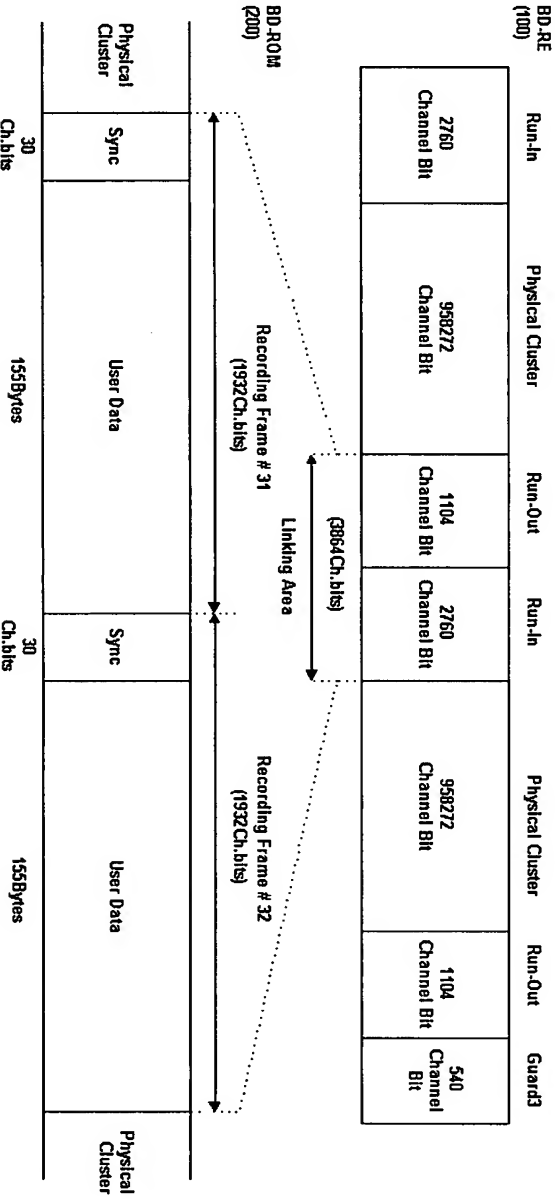 BD-RE
(100)
Run-In
Physical Cluster
Run-Out
Run-In
Physical Cluster
Run-Out
Guard3
2760
Channel Bit
958272
Channel Bit
1104
Channel Bit
2760
Channel Bit
958272
Channel Bit
1104
Channel Bit
540
Channel
Bit
(3864Ch.bits)
Linking Area
BD-ROM
(200)
Recording Frame # 31
(1932Ch.bits)
Recording Frame # 32
(1932Ch.bits)
Physical
Cluster
Sync
User Data
Sync
User Data
Physical
Cluster
30
Ch.bits
155Bytes
30
Ch.bits
155Bytes